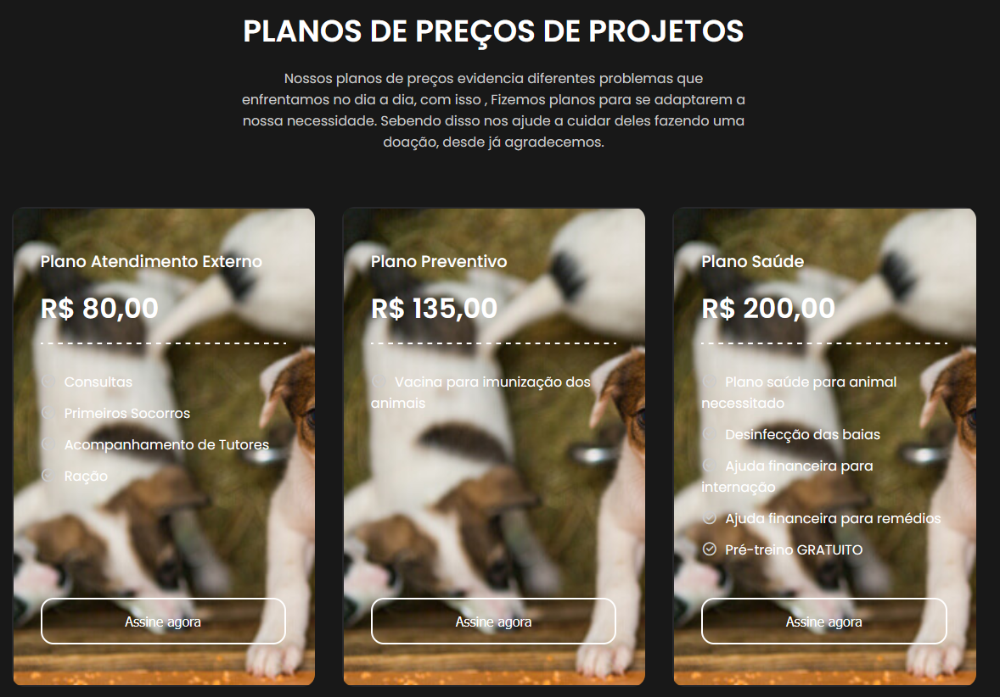 PLANOS DE PREÇOS DE PROJETOS
Nossos planos de preços evidencia diferentes problemas que
enfrentamos no dia a dia, com isso , Fizemos planos para se adaptarem a
nossa necessidade. Sebendo disso nos ajude a cuidar deles fazendo uma
doação, desde já agradecemos.
Plano Atendimento Externo
R$ 80,00
Consultas
Primeiros Socorros
Acompanhamento de Tutores
Ração
Assine agora
Plano Preventivo
R$ 135,00
Vacina para imunização dos
animais
Assine agora
Plano Saúde
R$ 200,00
Plano saúde para animal
necessitado
Desinfecção das baias
Ajuda financeira para
internação
Ajuda financeira para remédios
Pré-treino GRATUITO
Assine agora